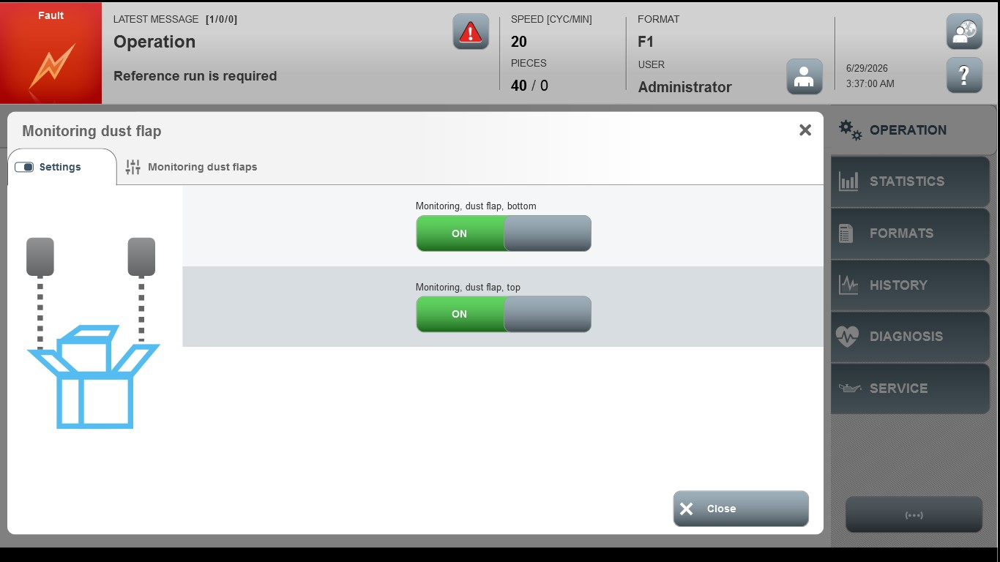 Fault
LATEST MESSAGE [1/0/0]
Operation
Reference run is required
SPEED [CYC/MIN]
20
PIECES
40 / 0
FORMAT
F1
USER
Administrator
6/29/2026
3:37:00 AM
?
Monitoring dust flap
Settings
Monitoring dust flaps
Monitoring, dust flap, bottom
ON
Monitoring, dust flap, top
ON
Close
OPERATION
STATISTICS
FORMATS
HISTORY
DIAGNOSIS
SERVICE
(•••)